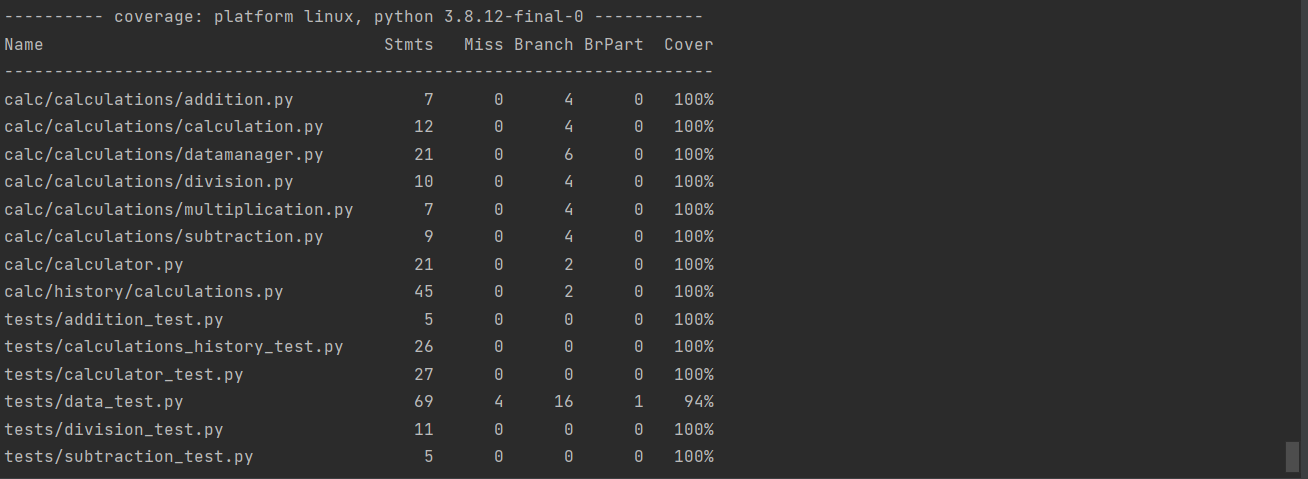 ---------- coverage: platform linux, python 3.8.12-final-0 -----------
Name                                  Stmts   Miss Branch BrPart  Cover
-----------------------------------------------------------------------
calc/calculations/addition.py             7      0      4      0   100%
calc/calculations/calculation.py         12      0      4      0   100%
calc/calculations/datamanager.py         21      0      6      0   100%
calc/calculations/division.py            10      0      4      0   100%
calc/calculations/multiplication.py       7      0      4      0   100%
calc/calculations/subtraction.py          9      0      4      0   100%
calc/calculator.py                       21      0      2      0   100%
calc/history/calculations.py             45      0      2      0   100%
tests/addition_test.py                    5      0      0      0   100%
tests/calculations_history_test.py       26      0      0      0   100%
tests/calculator_test.py                 27      0      0      0   100%
tests/data_test.py                       69      4     16      1    94%
tests/division_test.py                   11      0      0      0   100%
tests/subtraction_test.py                 5      0      0      0   100%